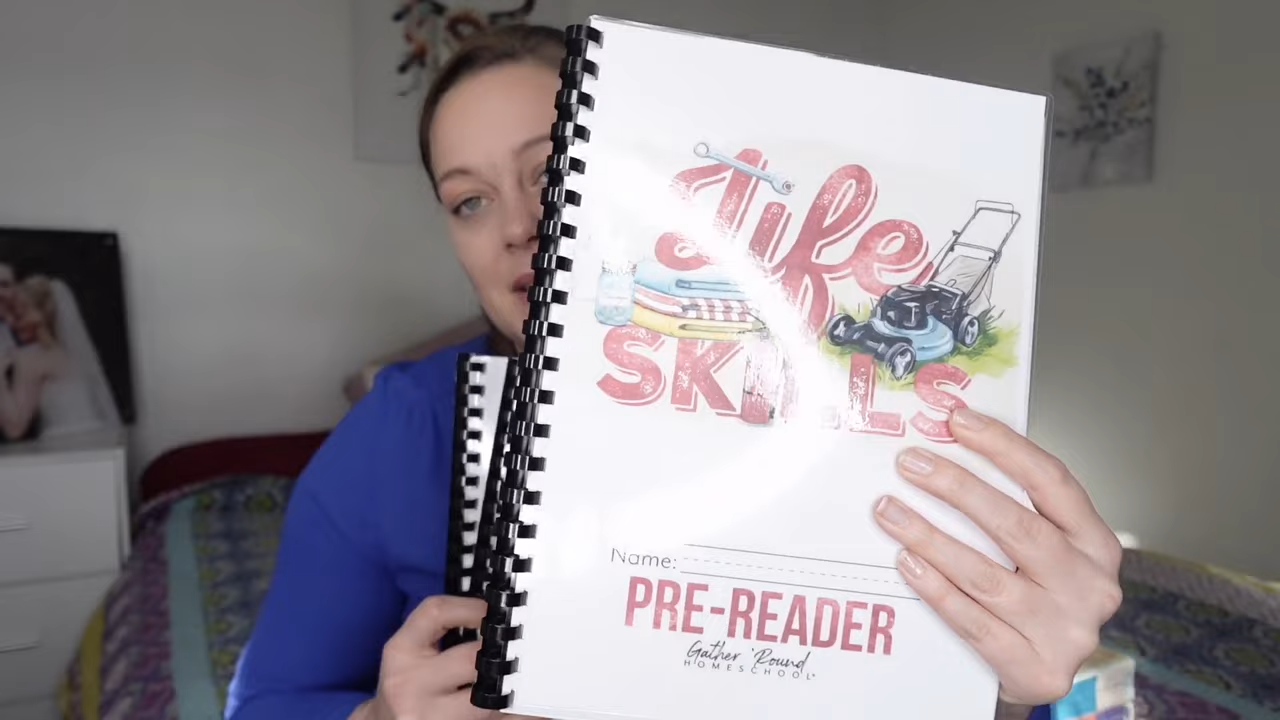 Life
SKILLS
Name:
PRE-READER
Gather 'Round
HOMESCHOOL